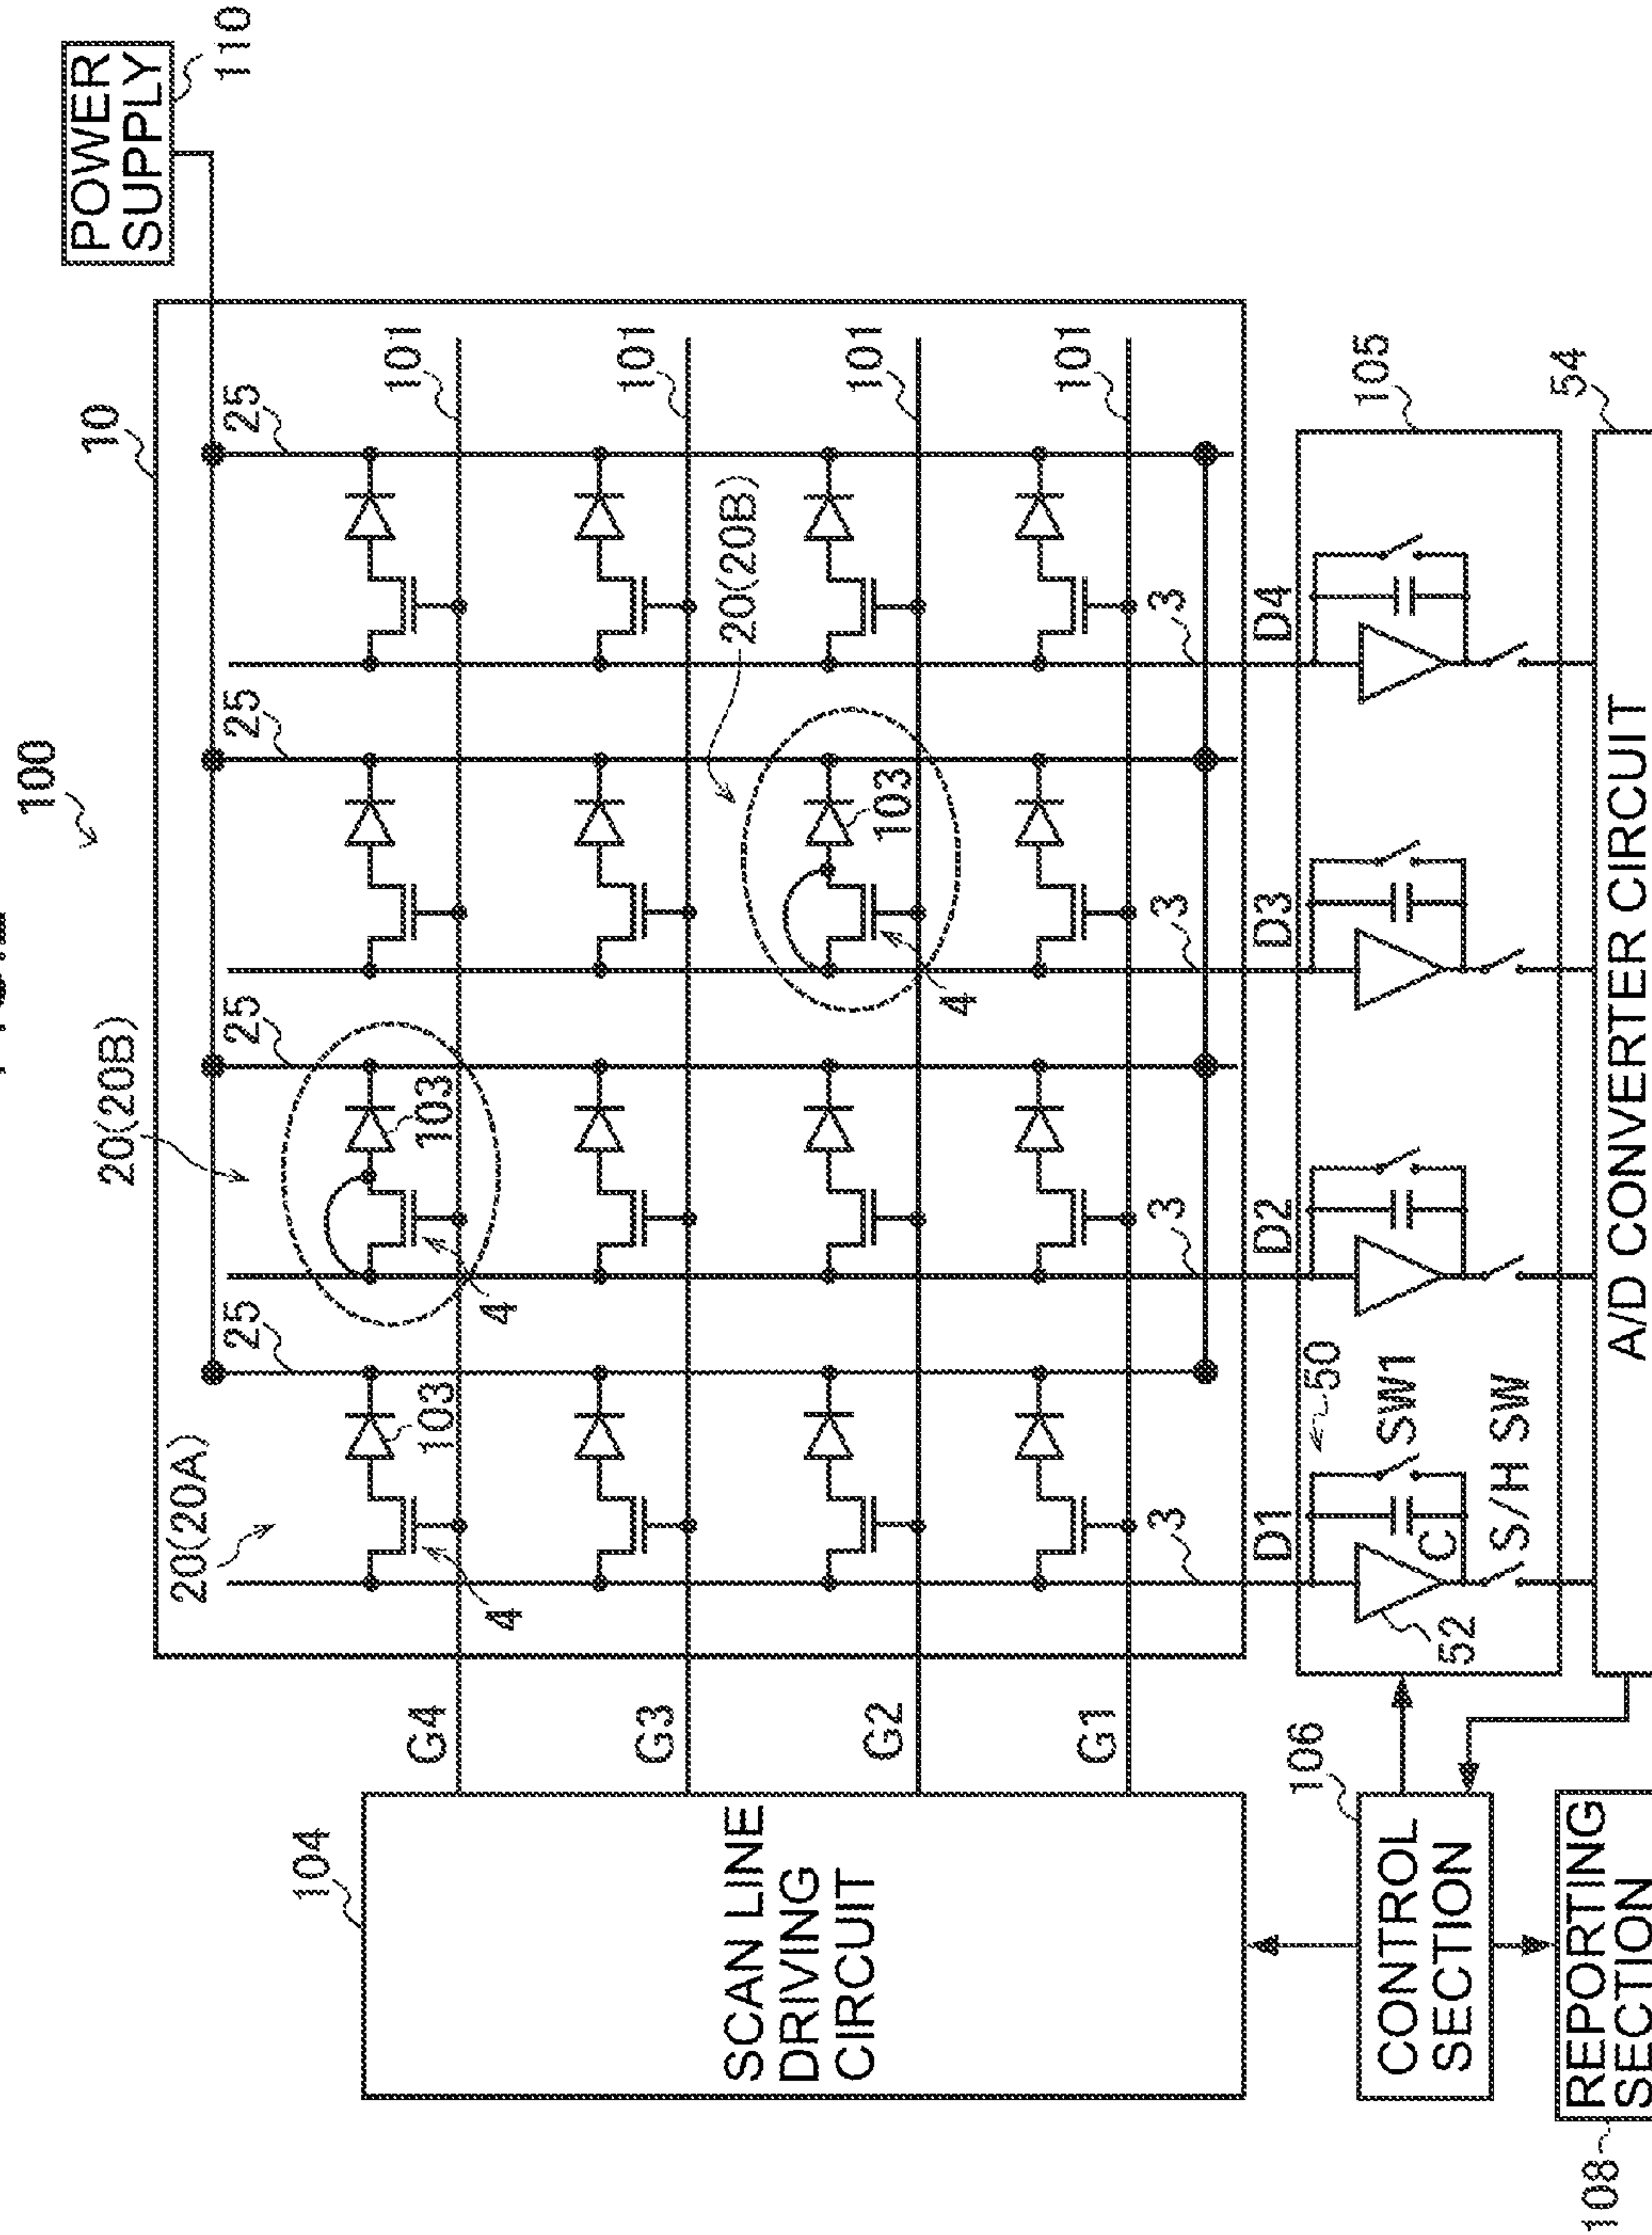 100
POWER
SUPPLY
110
10
20(20B)
20(20A)
25
25
25
25
104
103
103
101
G4
4
4
101
G3
20(20B)
SCAN LINE
DRIVING
CIRCUIT
103
101
G2
4
101
G1
3
3
3
3
D1
D2
D3
D4
106
50
105
CONTROL
SECTION
52
C
SW1
S/H SW
54
REPORTING
SECTION
108
A/D CONVERTER CIRCUIT